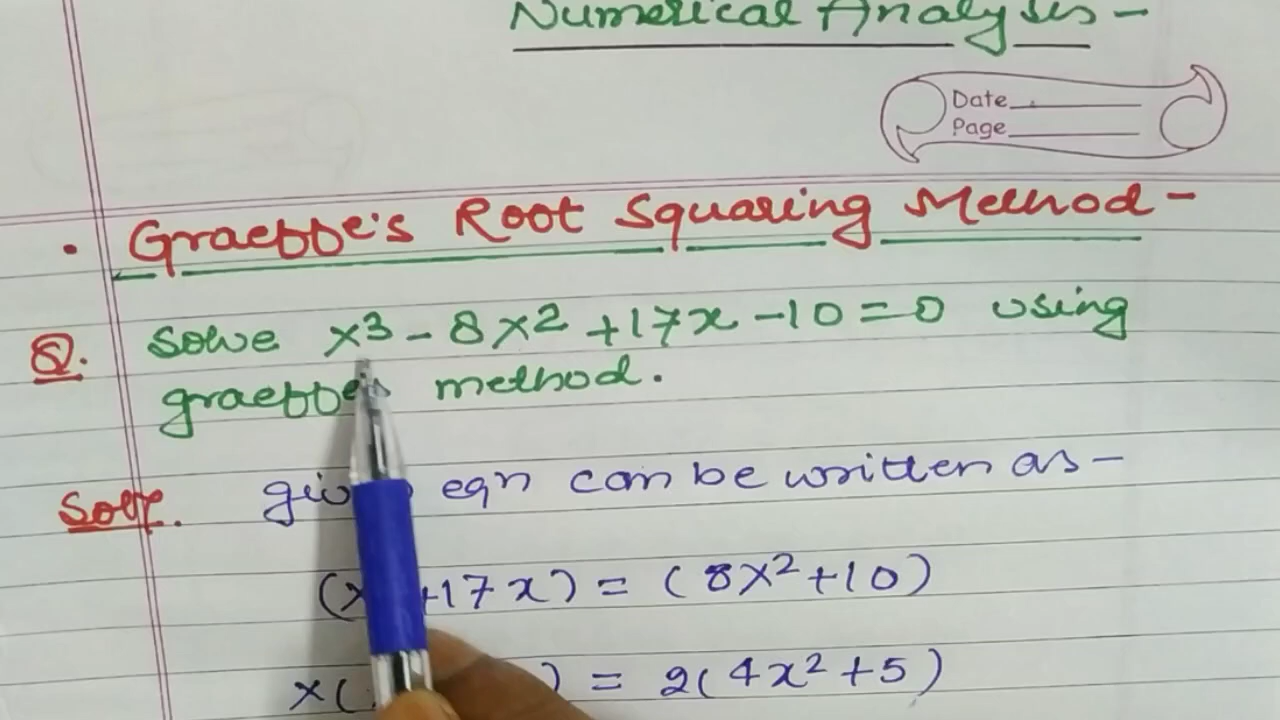 Numerical Analysis -
Date
Page
• Graeffe's Root Squaring Method -
Q. Solve x3 - 8x2 + 17x - 10 = 0 using
graeffe's method.
Soln. eqn can be written as -
+17x) = (8x2 + 10)
x( ) = 2(4x2 + 5)